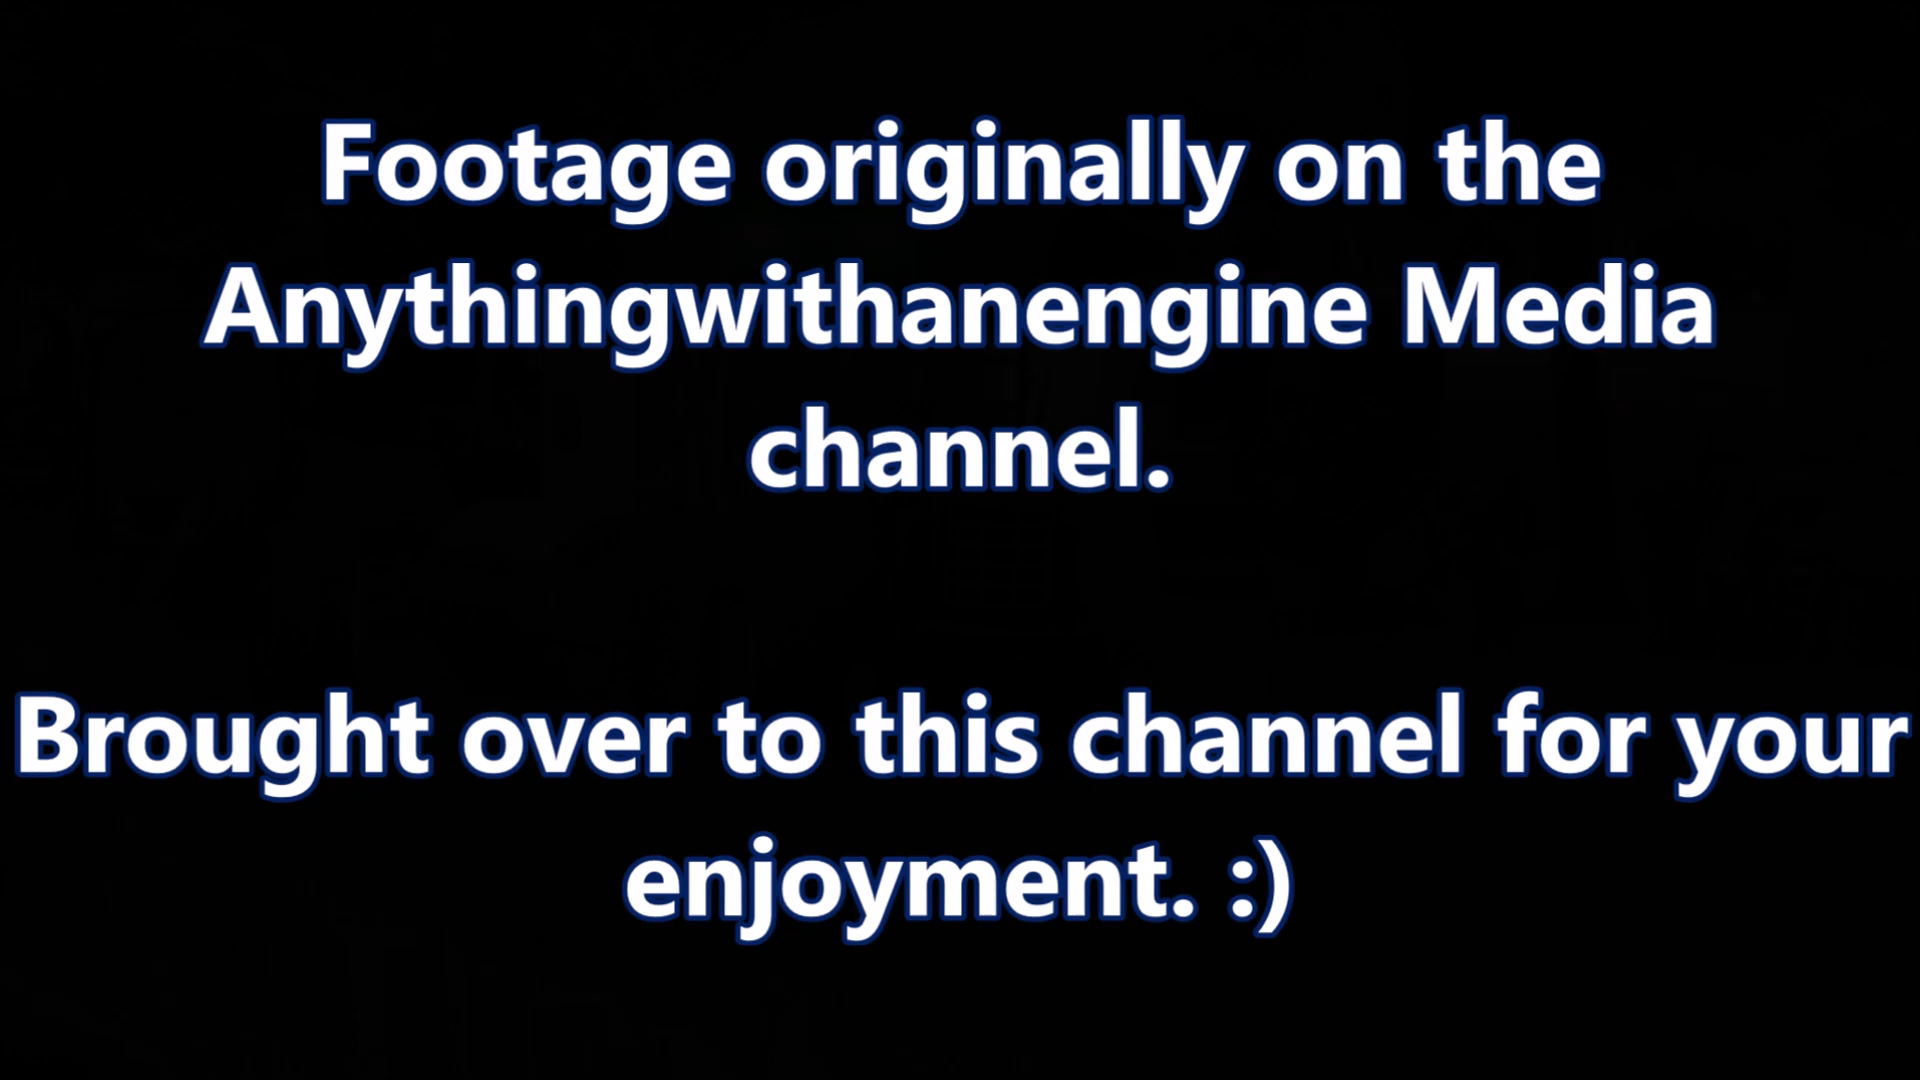 Footage originally on the
Anythingwithanengine Media
channel.
Brought over to this channel for your
enjoyment. :)